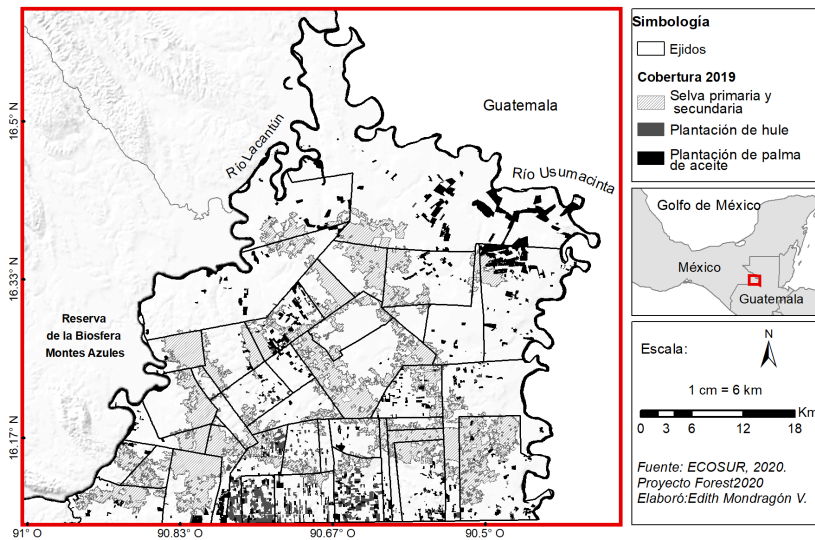 Guatemala
Río Lacantún
Río Usumacinta
Reserva
de la Biosfera
Montes Azules
16.5° N
16.33° N
16.17° N
91° O
90.83° O
90.67° O
90.5° O
Simbología
Ejidos
Cobertura 2019
Selva primaria y
secundaria
Plantación de hule
Plantación de palma
de aceite
Golfo de México
México
Guatemala
Escala:
N
1 cm = 6 km
Km
0 3 6 12 18
Fuente: ECOSUR, 2020.
Proyecto Forest2020
Elaboró:Edith Mondragón V.